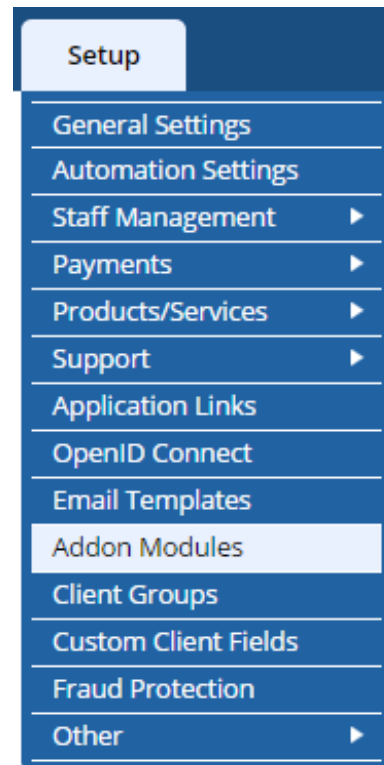 Setup
General Settings
Automation Settings
Staff Management
Payments
Products/Services
Support
Application Links
OpenID Connect
Email Templates
Addon Modules
Client Groups
Custom Client Fields
Fraud Protection
Other